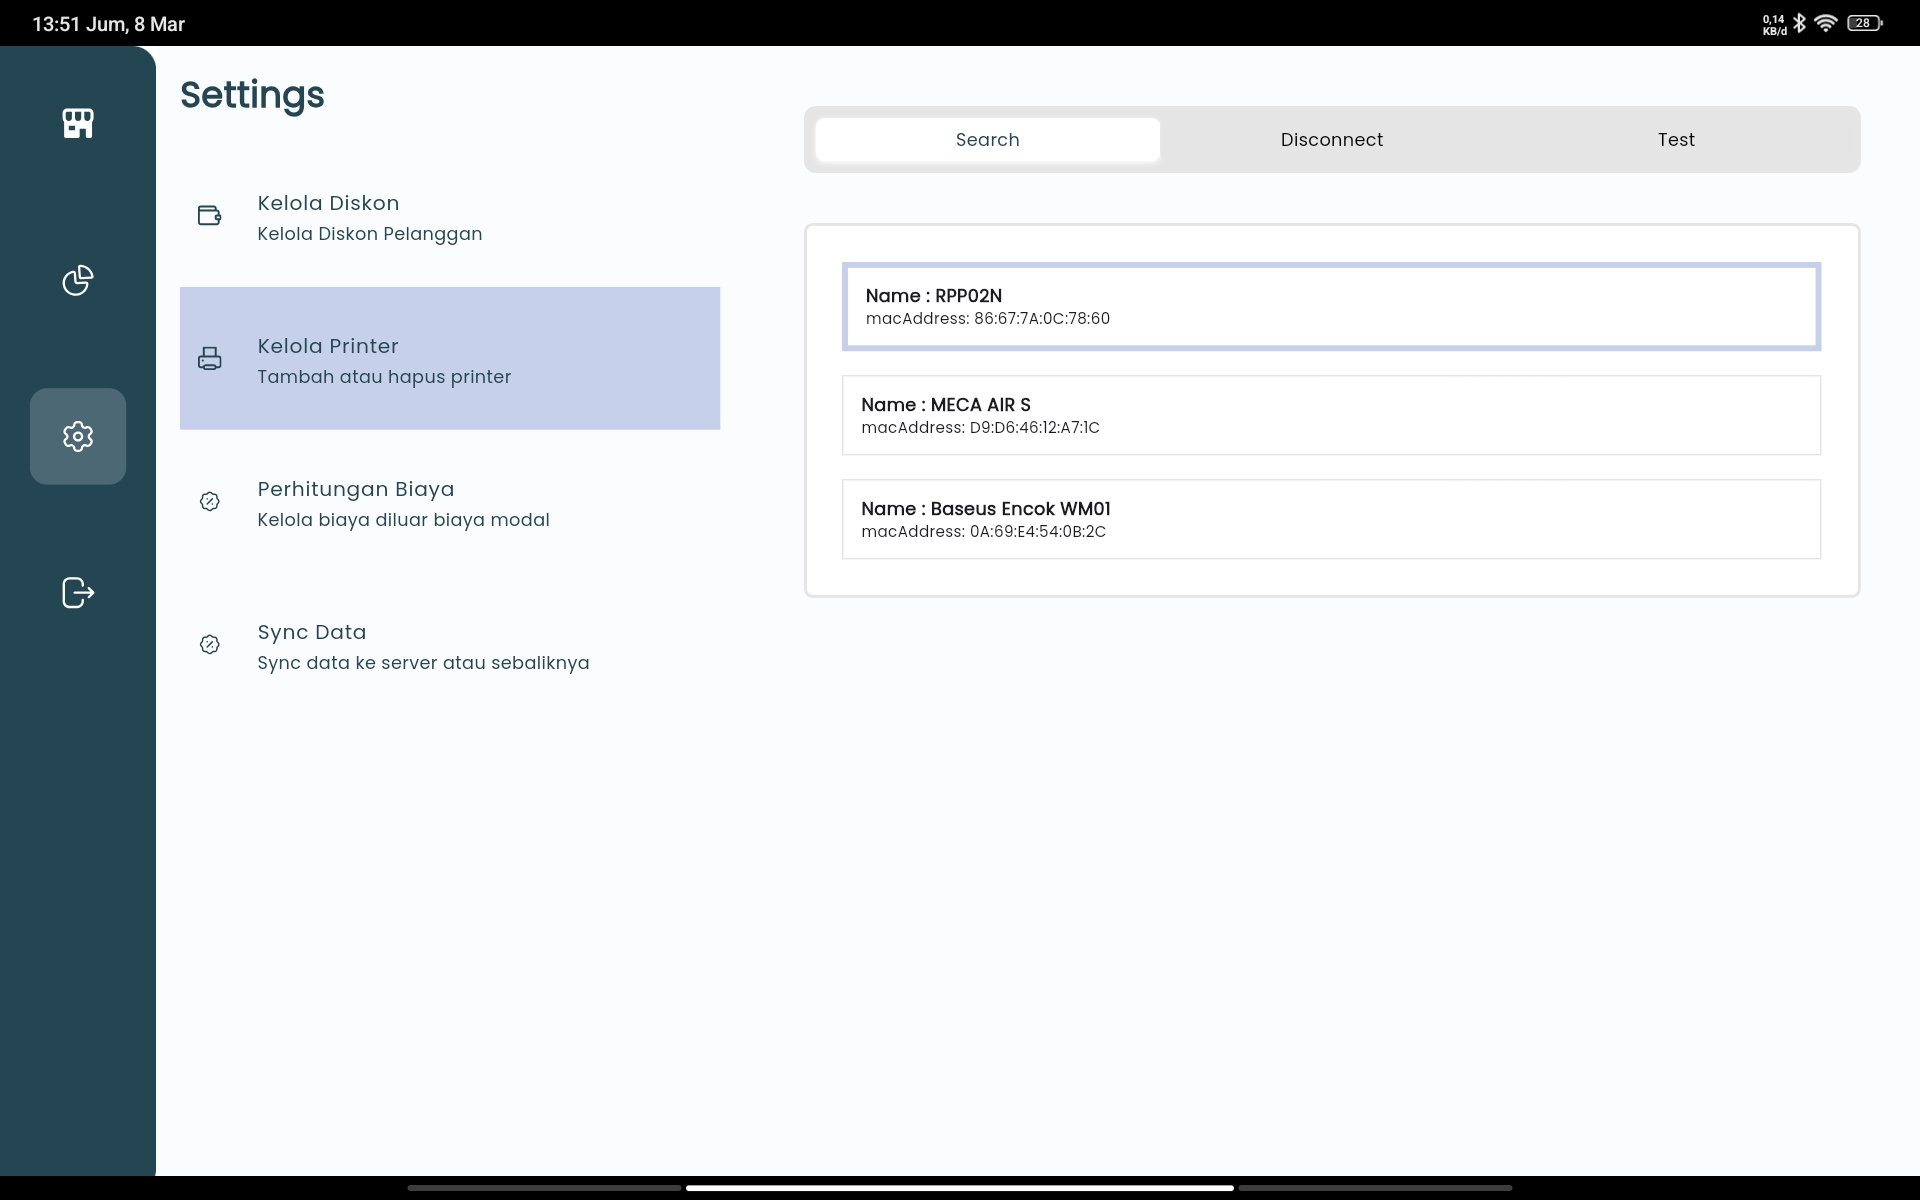 13:51 Jum, 8 Mar
0,14
KB/d
28
Settings
Search
Disconnect
Test
Kelola Diskon
Kelola Diskon Pelanggan
Kelola Printer
Tambah atau hapus printer
Perhitungan Biaya
Kelola biaya diluar biaya modal
Sync Data
Sync data ke server atau sebaliknya
Name : RPP02N
macAddress: 86:67:7A:0C:78:60
Name : MECA AIR S
macAddress: D9:D6:46:12:A7:1C
Name : Baseus Encok WM01
macAddress: 0A:69:E4:54:0B:2C